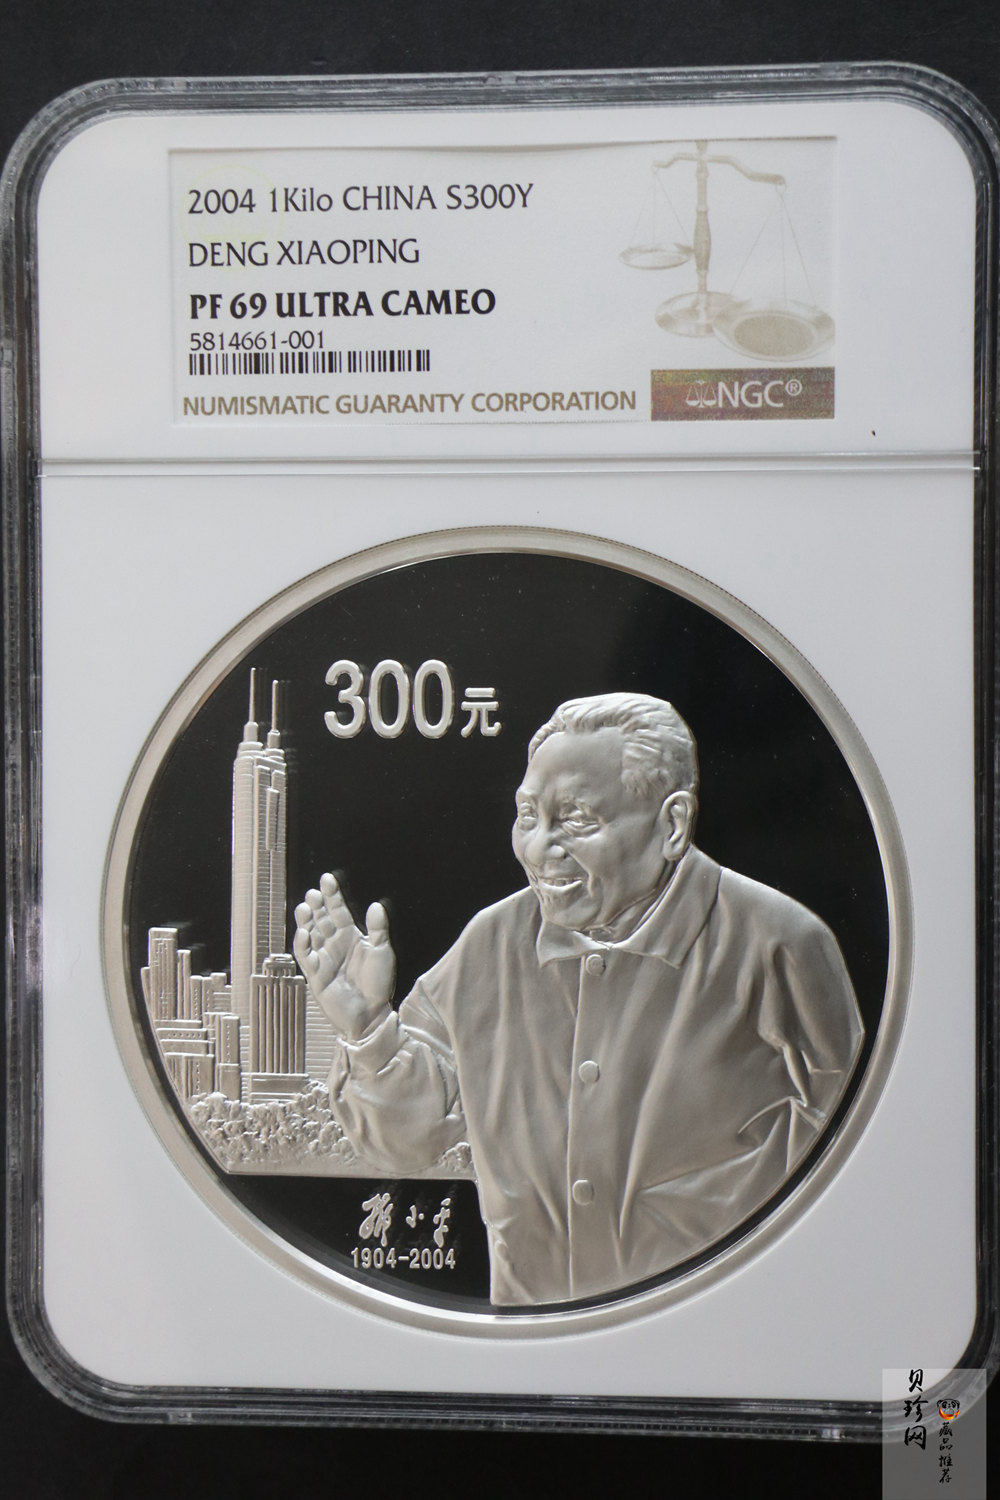 2004 1Kilo CHINA S300Y
DENG XIAOPING
PF 69 ULTRA CAMEO
5814661-001
NUMISMATIC GUARANTY CORPORATION
NGC®
300元
邓小平
1904-2004
贝珍网
藏品推荐